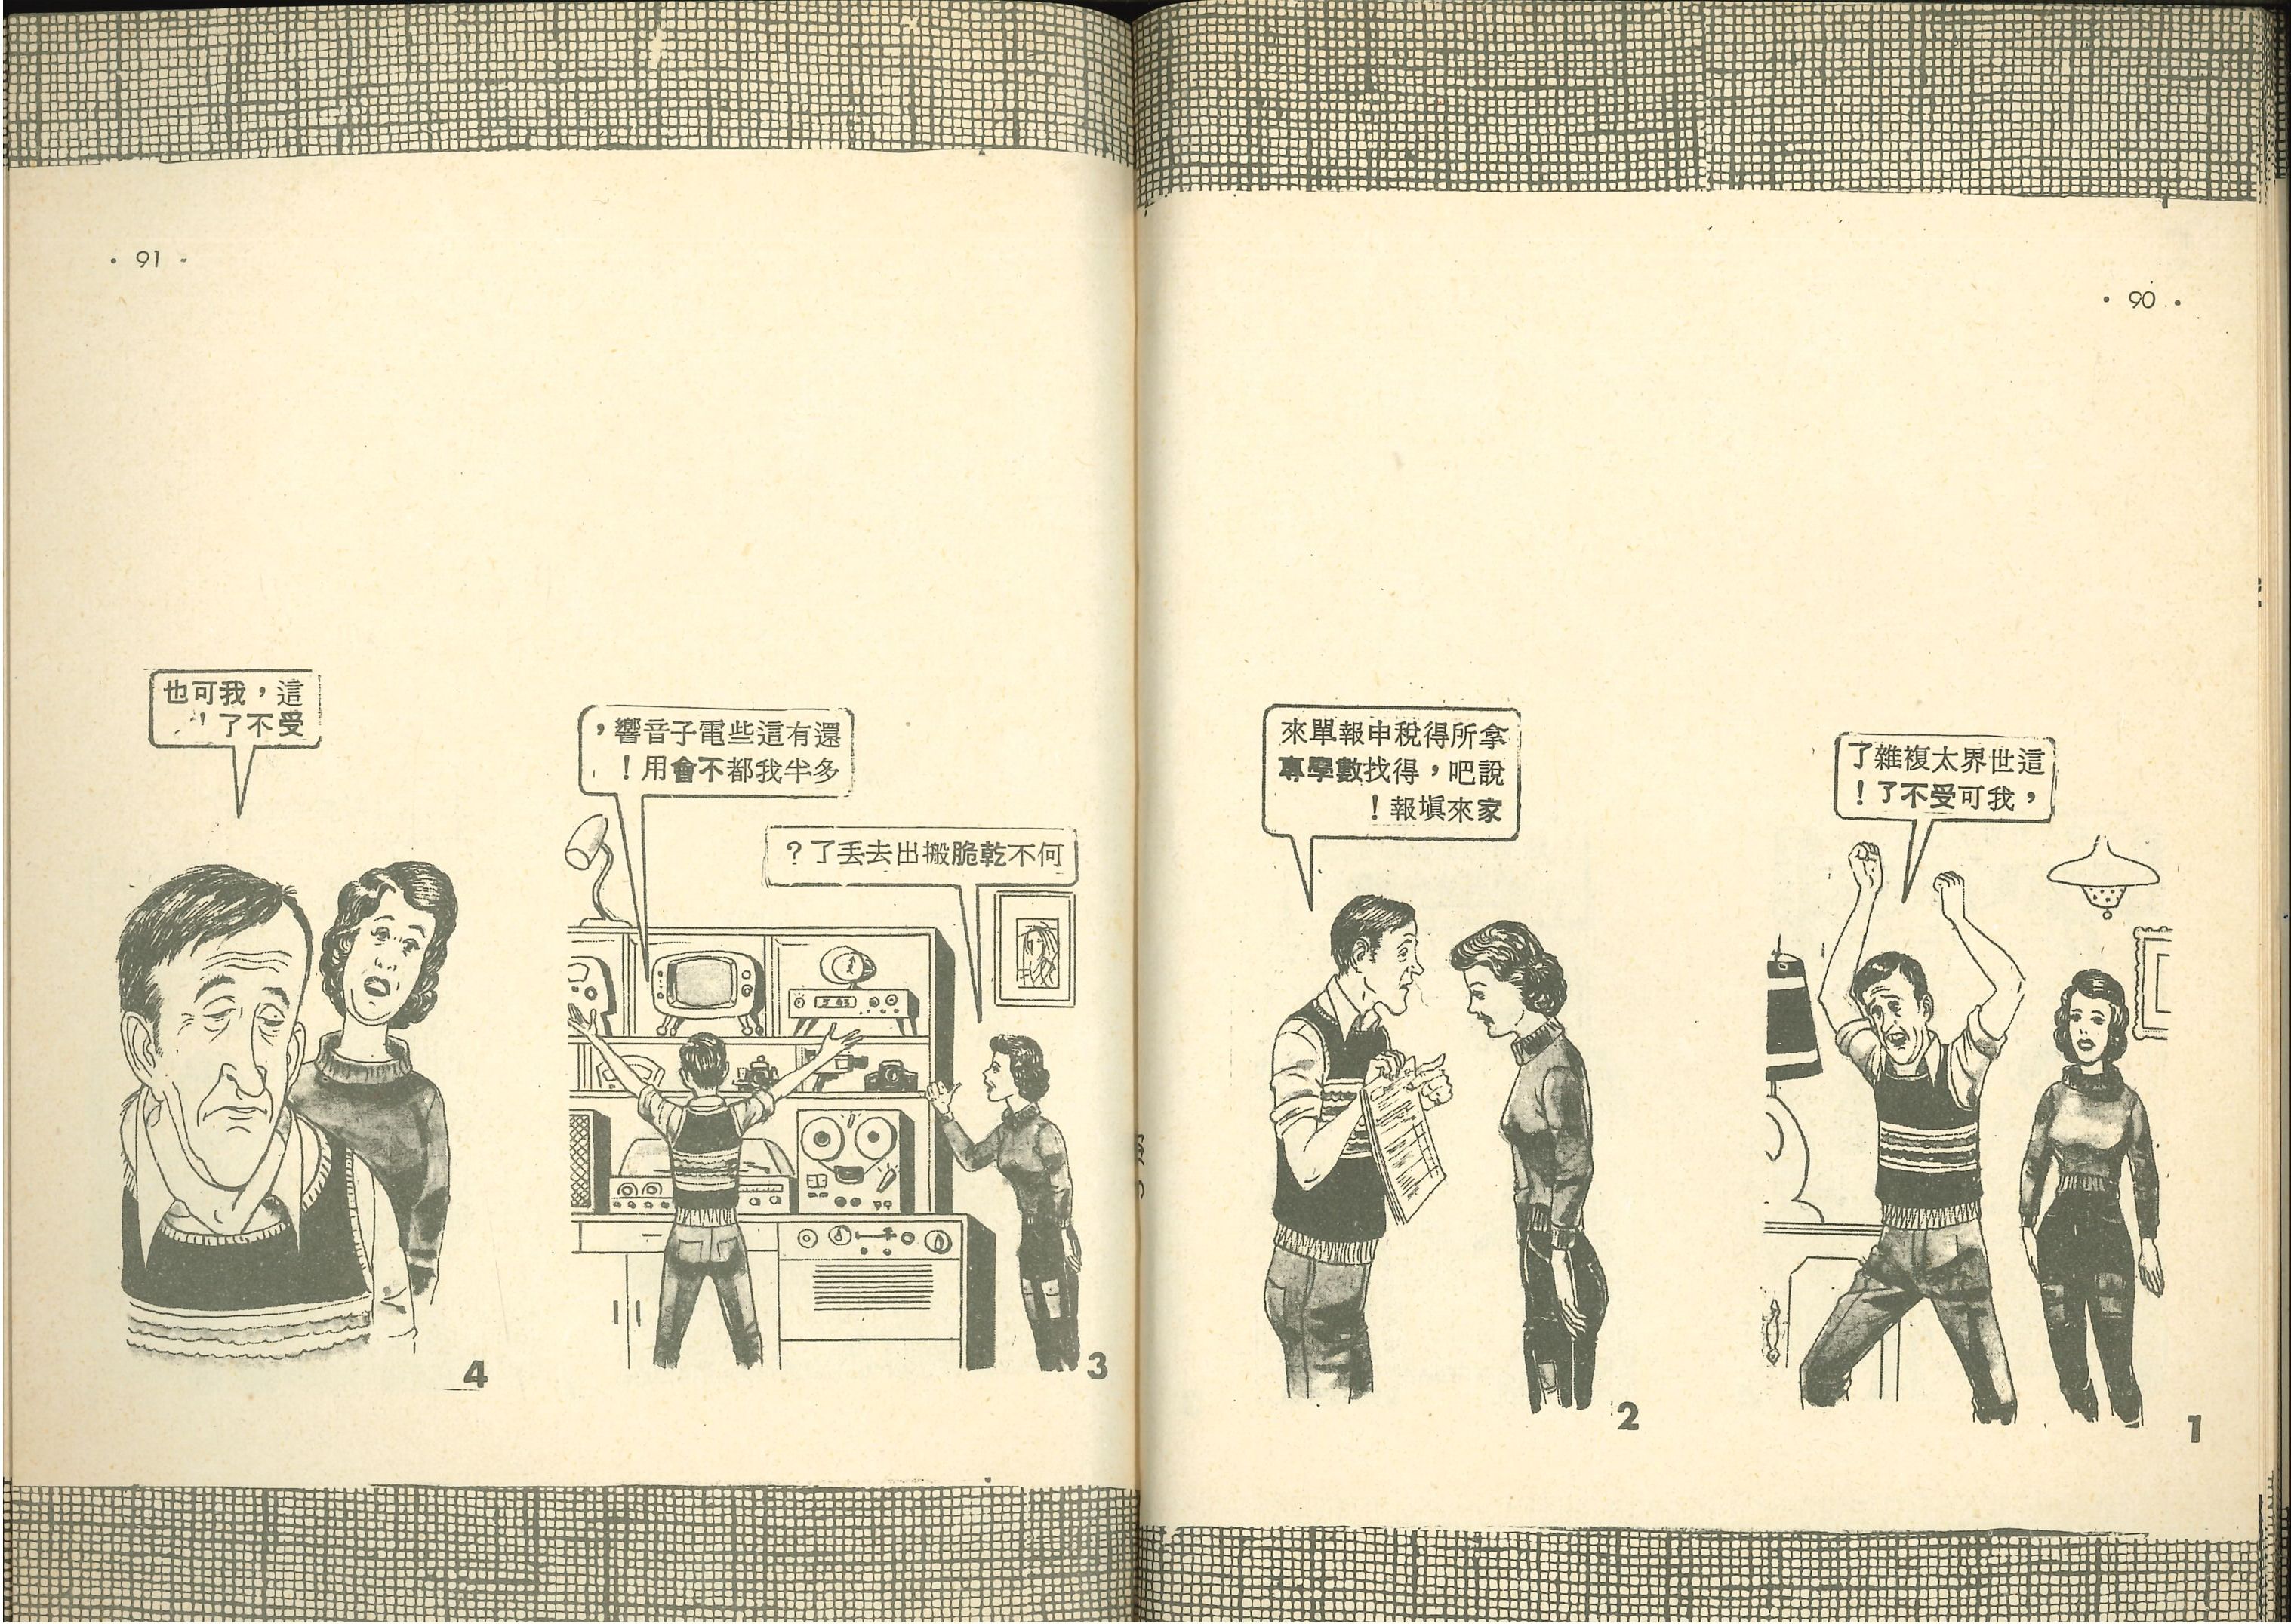 ・90・
這世界太複雜了
，我可受不了！
1
拿所得稅申報單來
說吧，得找數學專
家來填報！
2
・91・
還有這些電子音響，
多半我都不會用！
何不乾脆搬出去丟了？
3
這，我可也
受不了！
4